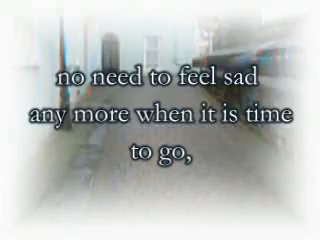 no need to feel sad
any more when it is time
to go,